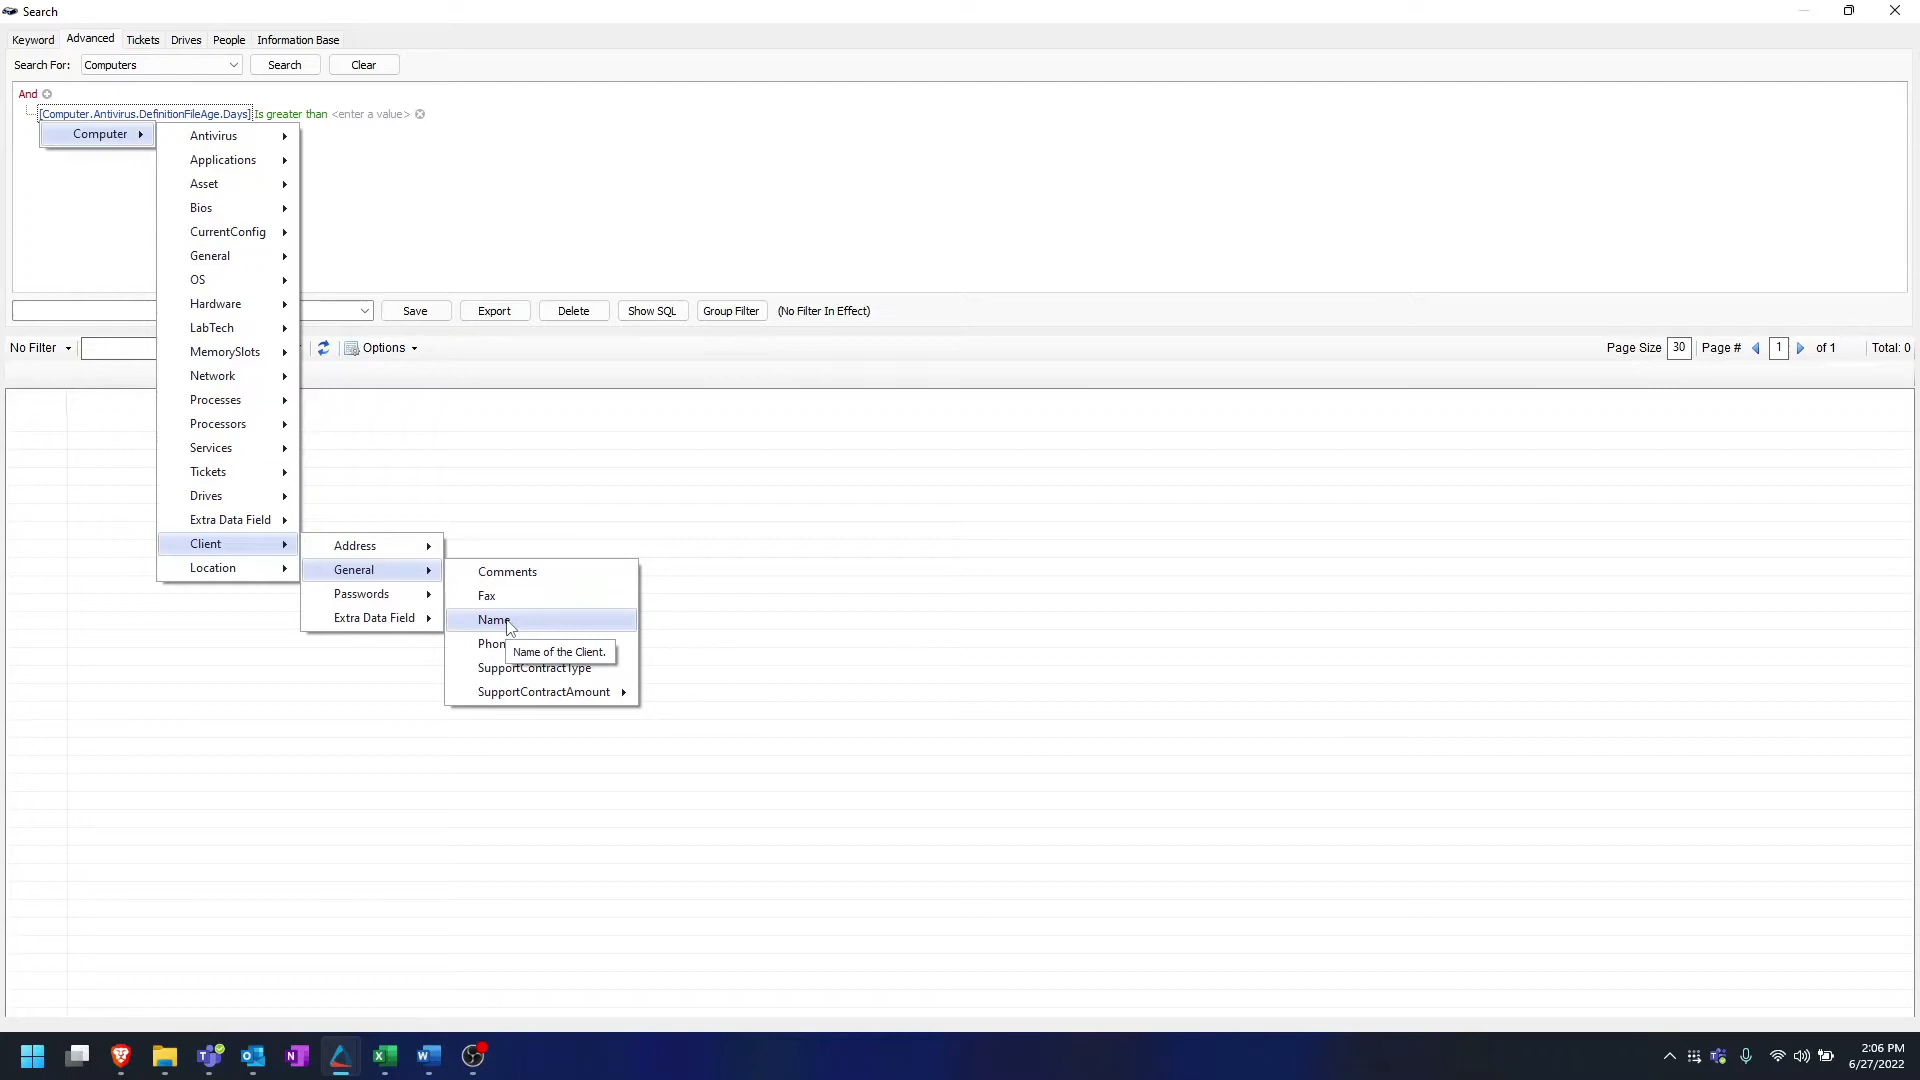 Search
Keyword Advanced Tickets Drives People Information Base
Search For: Computers Search Clear
And
[Computer.Antivirus.DefinitionFileAge.Days] Is greater than <enter a value>
Computer
Antivirus
Applications
Asset
Bios
CurrentConfig
General
OS
Hardware
LabTech
MemorySlots
Network
Processes
Processors
Services
Tickets
Drives
Extra Data Field
Client
Location
Address
General
Passwords
Extra Data Field
Comments
Fax
Name
Phon
Name of the Client.
SupportContractType
SupportContractAmount
Save Export Delete Show SQL Group Filter (No Filter In Effect)
No Filter Options Page Size 30 Page # 1 of 1 Total: 0
2:06 PM
6/27/2022